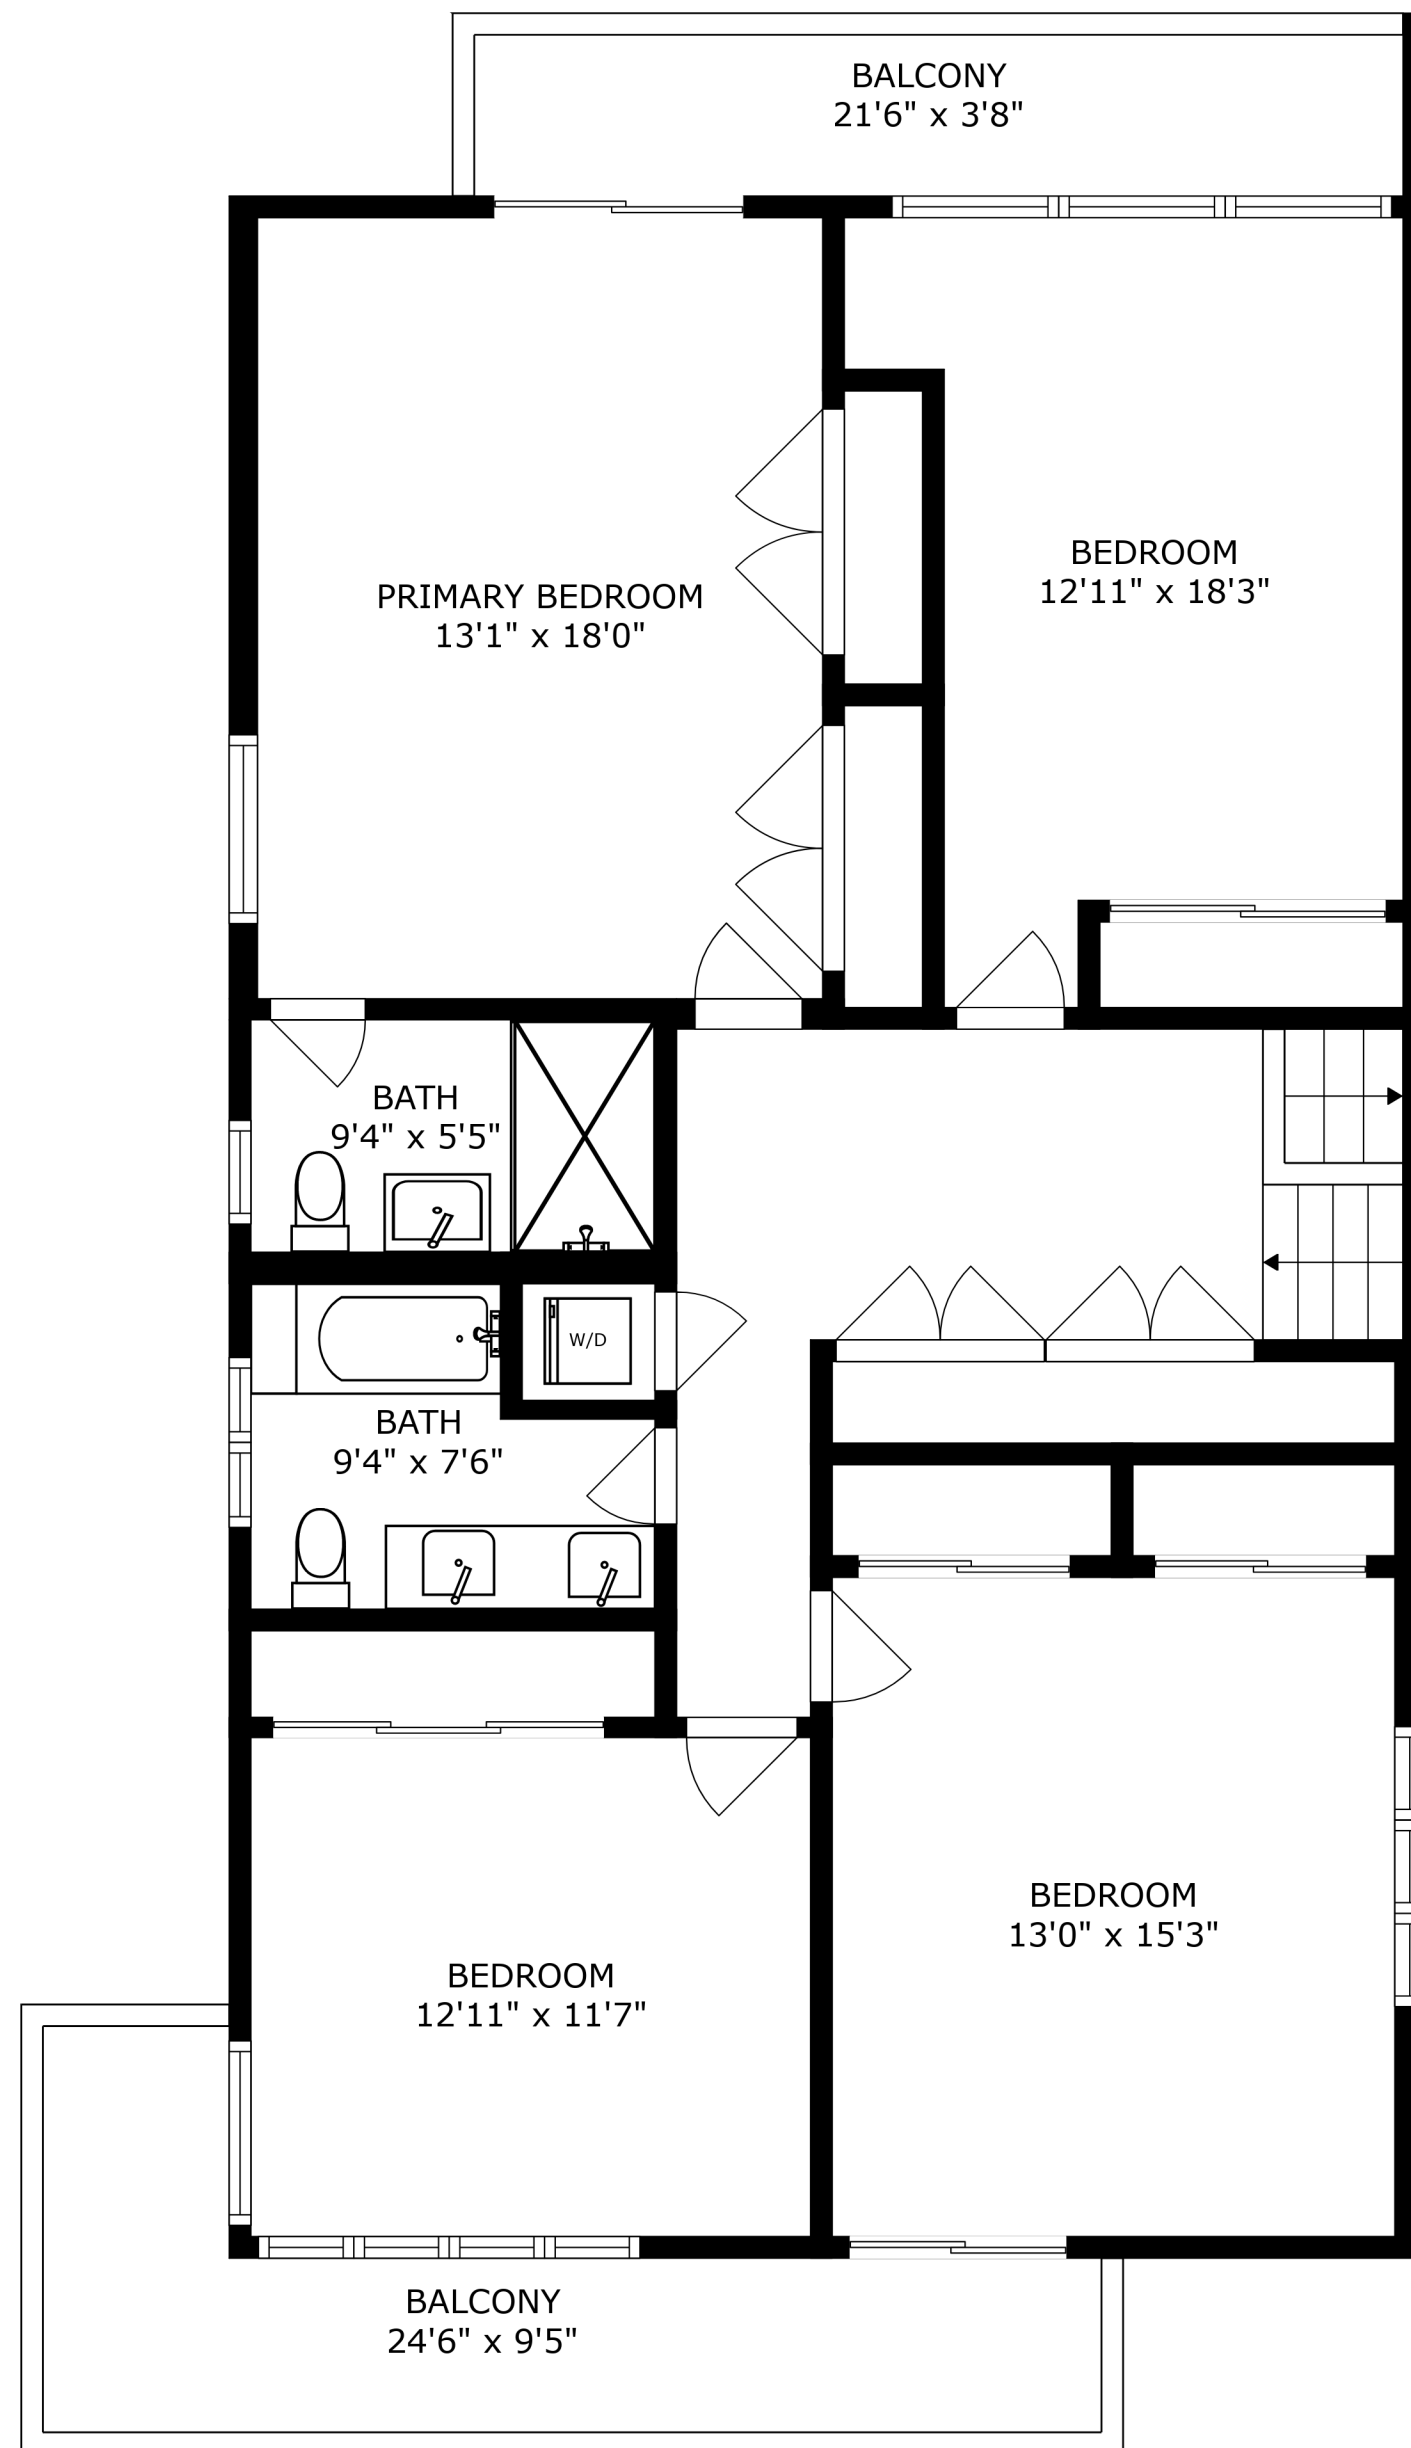 BALCONY
21'6" x 3'8"
BEDROOM
12'11" x 18'3"
PRIMARY BEDROOM
13'1" x 18'0"
BATH
9'4" x 5'5"
W/D
BATH
9'4" x 7'6"
BEDROOM
13'0" x 15'3"
BEDROOM
12'11" x 11'7"
BALCONY
24'6" x 9'5"